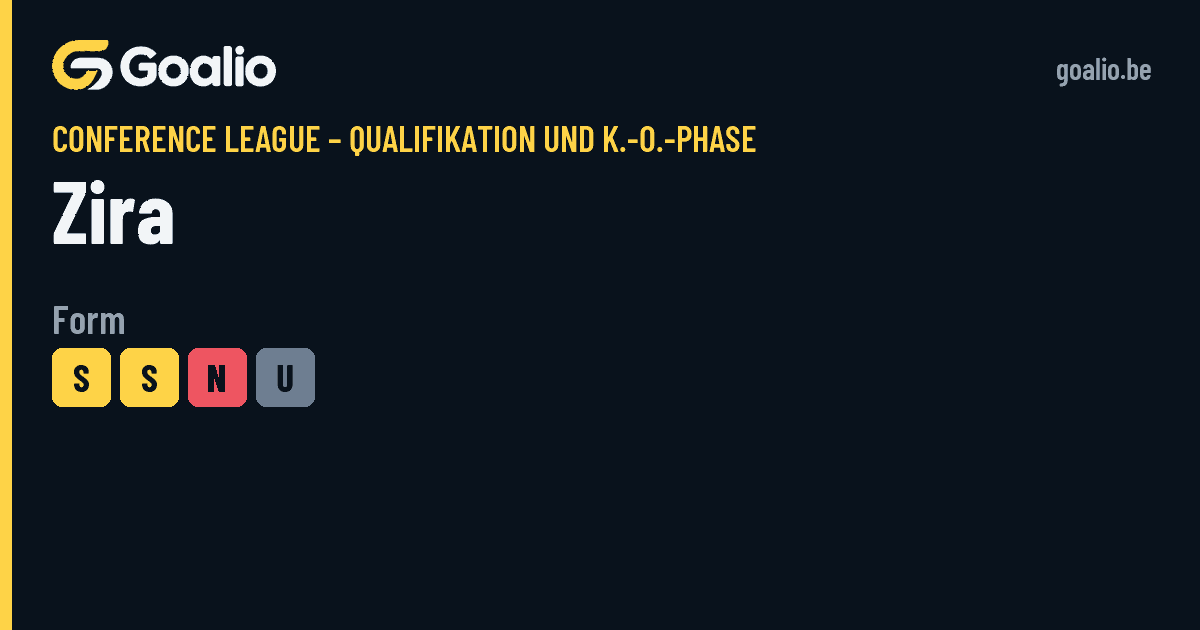 Goalio
goalio.be
CONFERENCE LEAGUE – QUALIFIKATION UND K.-O.-PHASE
Zira
Form
S S N U